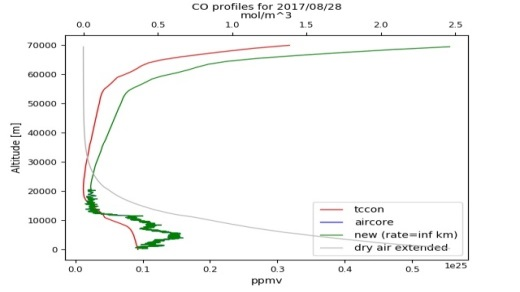 CO profiles for 2017/08/28
mol/m^3
0.0 0.5 1.0 1.5 2.0 2.5
70000
60000
50000
40000
30000
20000
10000
0
Altitude [m]
tccon
aircore
new (rate=inf km)
dry air extended
0.0 0.1 0.2 0.3 0.4 0.5
1e25
ppmv